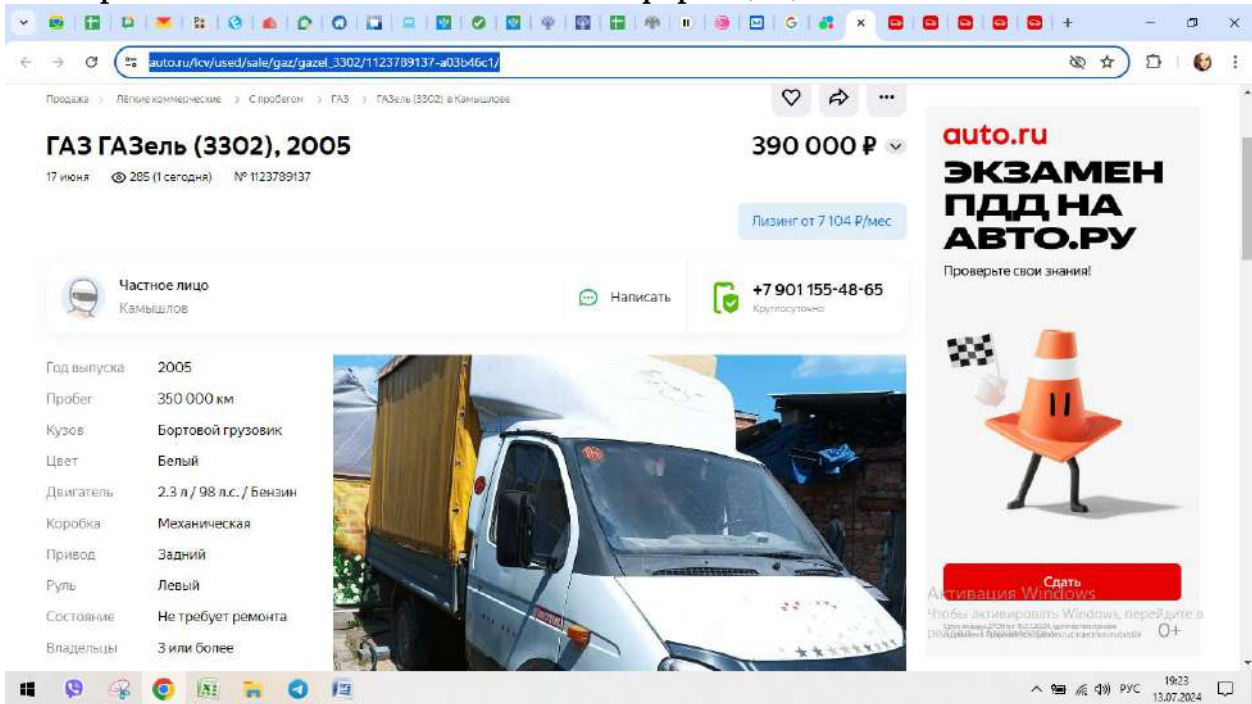 auto.ru/lcv/used/sale/gaz/gazel_3302/1123789137-a03b46c1/
Продажа > Лёгкие коммерческие > С пробегом > ГАЗ > ГАЗель (3302) в Камышлове
ГАЗ ГАЗель (3302), 2005
390 000 ₽
17 июня 285 (1 сегодня) № 1123789137
Лизинг от 7 104 ₽/мес
Частное лицо
Камышлов
Написать
+7 901 155-48-65
Круглосуточно
Год выпуска 2005
Пробег 350 000 км
Кузов Бортовой грузовик
Цвет Белый
Двигатель 2.3 л / 98 л.с. / Бензин
Коробка Механическая
Привод Задний
Руль Левый
Состояние Не требует ремонта
Владельцы 3 или более
auto.ru
ЭКЗАМЕН
ПДД НА
АВТО.РУ
Проверьте свои знания!
Сдать
Активация Windows
Чтобы активировать Windows, перейдите в
0+
РУС
19:23
13.07.2024